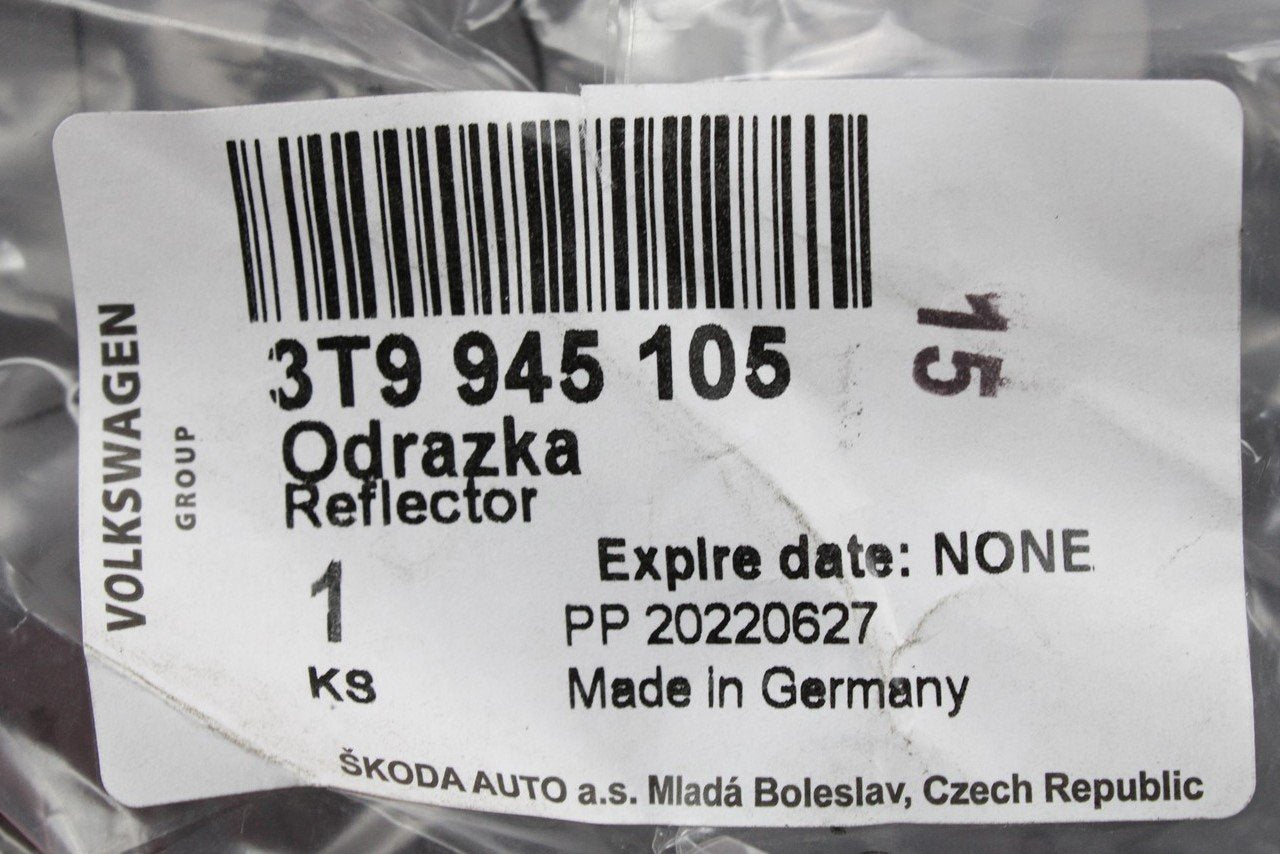 VOLKSWAGEN
GROUP
3T9 945 105
15
Odrazka
Reflector
1
KS
Expire date: NONE
PP 20220627
Made in Germany
ŠKODA AUTO a.s. Mladá Boleslav, Czech Republic